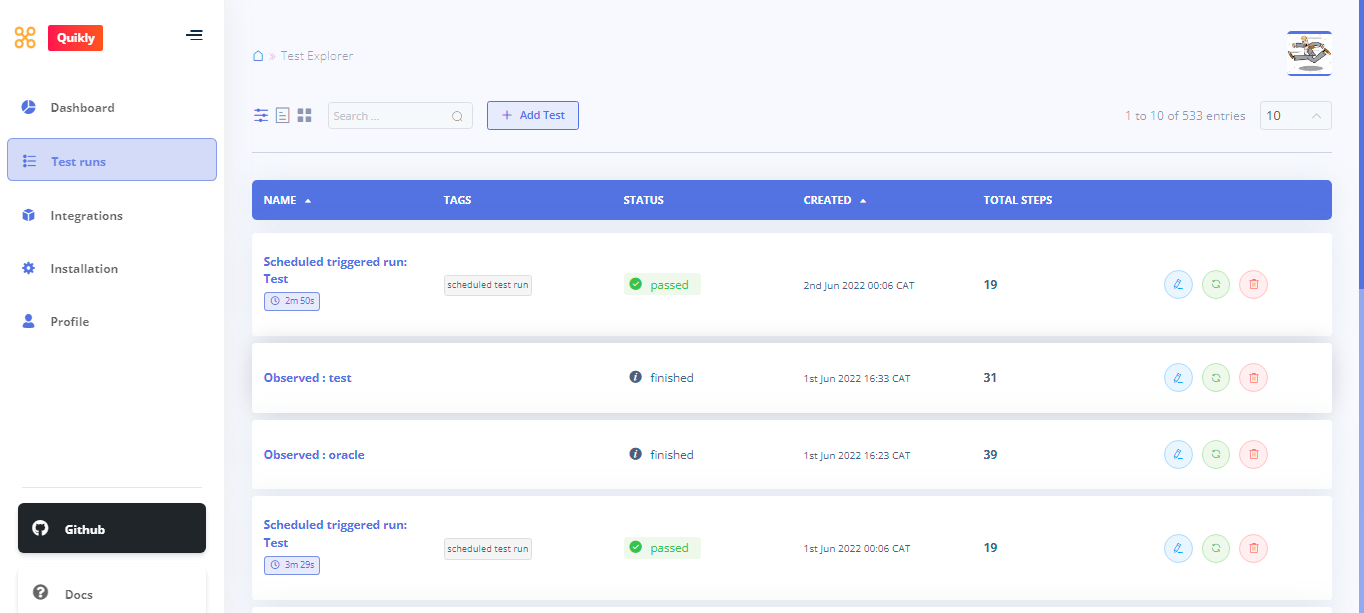 Quikly
Dashboard
Test runs
Integrations
Installation
Profile
Github
Docs
» Test Explorer
Search ...
+ Add Test
1 to 10 of 533 entries
10
NAME TAGS STATUS CREATED TOTAL STEPS
Scheduled triggered run:
Test
2m 50s
scheduled test run
passed
2nd Jun 2022 00:06 CAT
19
Observed : test
finished
1st Jun 2022 16:33 CAT
31
Observed : oracle
finished
1st Jun 2022 16:23 CAT
39
Scheduled triggered run:
Test
3m 29s
scheduled test run
passed
1st Jun 2022 00:06 CAT
19